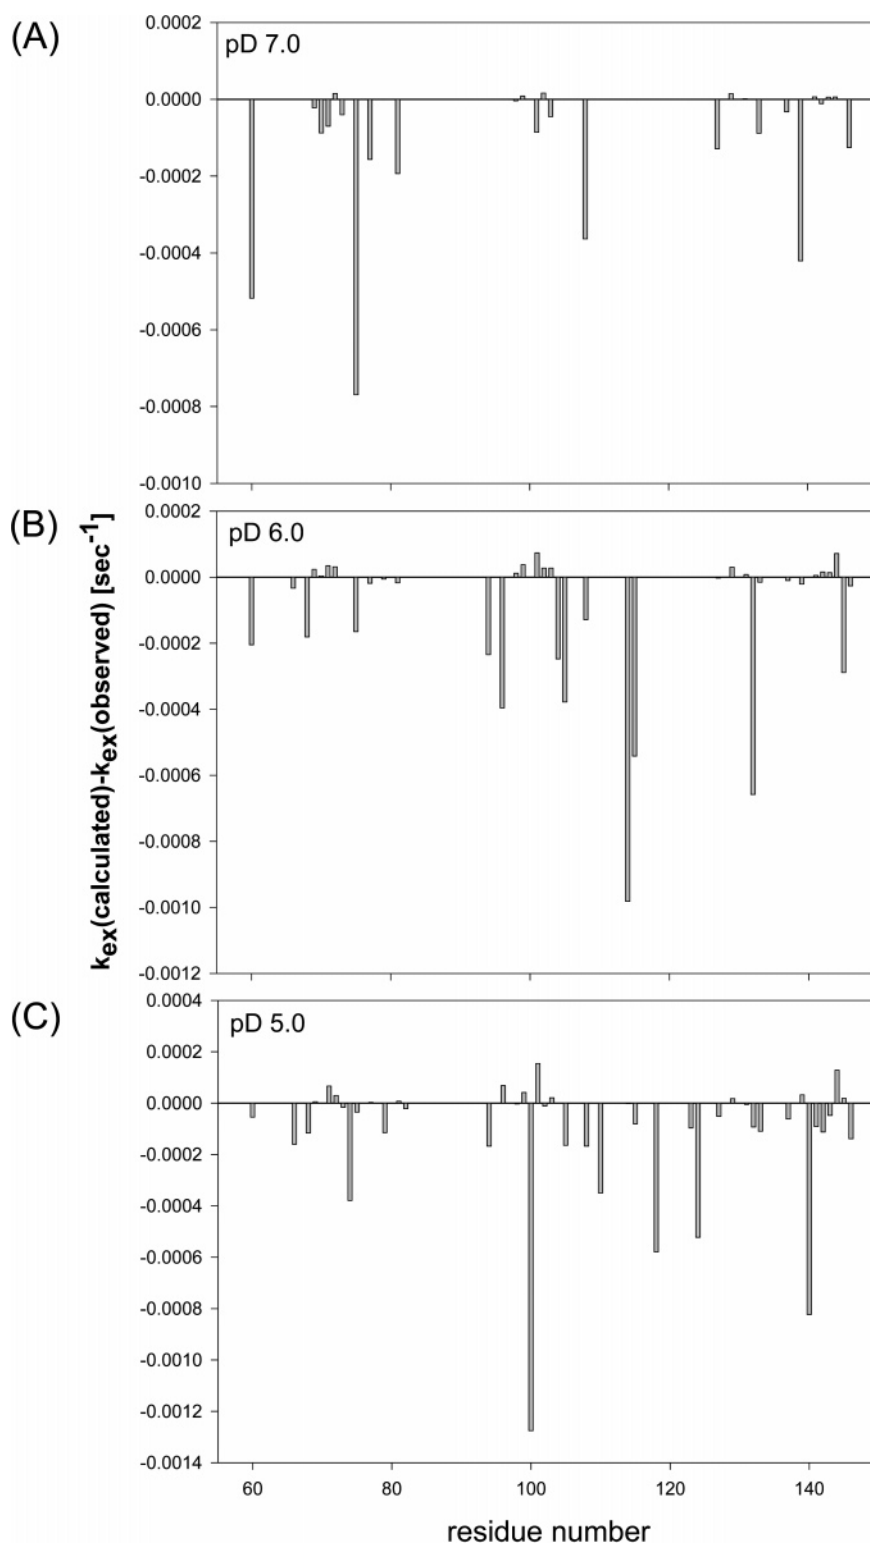 (A)
pD 7.0
0.0002
0.0000
-0.0002
-0.0004
-0.0006
-0.0008
-0.0010
(B)
pD 6.0
0.0002
0.0000
-0.0002
-0.0004
-0.0006
-0.0008
-0.0010
-0.0012
kex(calculated)-kex(observed) [sec-1]
(C)
pD 5.0
0.0004
0.0002
0.0000
-0.0002
-0.0004
-0.0006
-0.0008
-0.0010
-0.0012
-0.0014
60 80 100 120 140
residue number